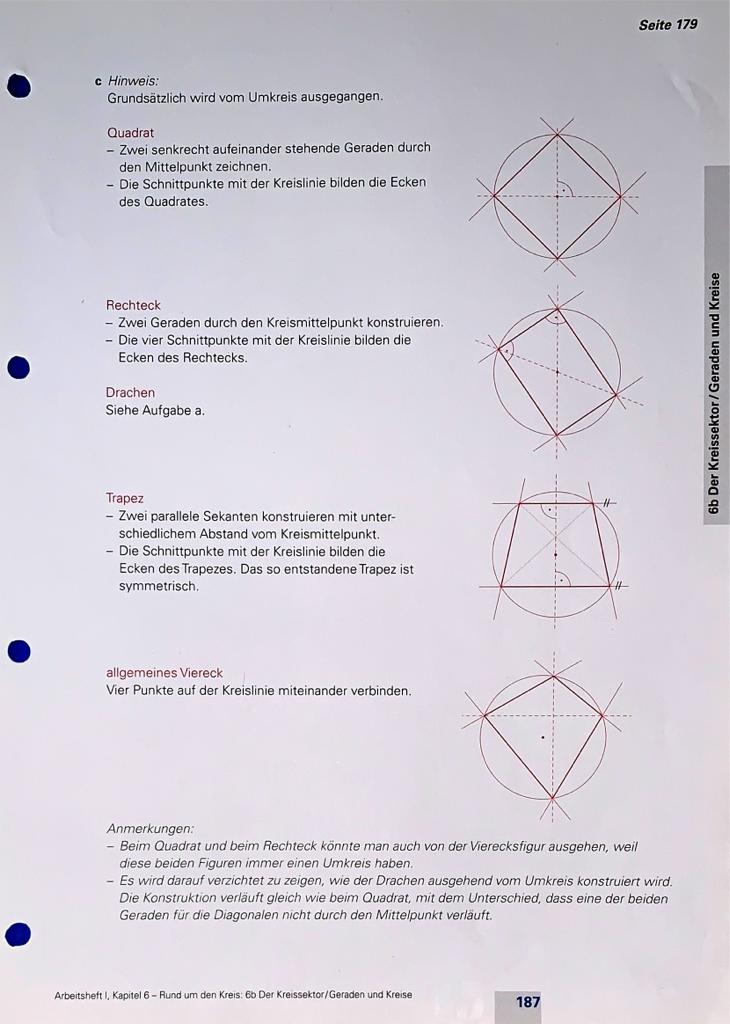 Seite 179
c Hinweis:
Grundsätzlich wird vom Umkreis ausgegangen.
Quadrat
– Zwei senkrecht aufeinander stehende Geraden durch
den Mittelpunkt zeichnen.
– Die Schnittpunkte mit der Kreislinie bilden die Ecken
des Quadrates.
Rechteck
– Zwei Geraden durch den Kreismittelpunkt konstruieren.
– Die vier Schnittpunkte mit der Kreislinie bilden die
Ecken des Rechtecks.
Drachen
Siehe Aufgabe a.
Trapez
– Zwei parallele Sekanten konstruieren mit unter-
schiedlichem Abstand vom Kreismittelpunkt.
– Die Schnittpunkte mit der Kreislinie bilden die
Ecken des Trapezes. Das so entstandene Trapez ist
symmetrisch.
allgemeines Viereck
Vier Punkte auf der Kreislinie miteinander verbinden.
Anmerkungen:
– Beim Quadrat und beim Rechteck könnte man auch von der Vierecksfigur ausgehen, weil
diese beiden Figuren immer einen Umkreis haben.
– Es wird darauf verzichtet zu zeigen, wie der Drachen ausgehend vom Umkreis konstruiert wird.
Die Konstruktion verläuft gleich wie beim Quadrat, mit dem Unterschied, dass eine der beiden
Geraden für die Diagonalen nicht durch den Mittelpunkt verläuft.
6b Der Kreissektor/Geraden und Kreise
Arbeitsheft I, Kapitel 6 – Rund um den Kreis: 6b Der Kreissektor/Geraden und Kreise
187